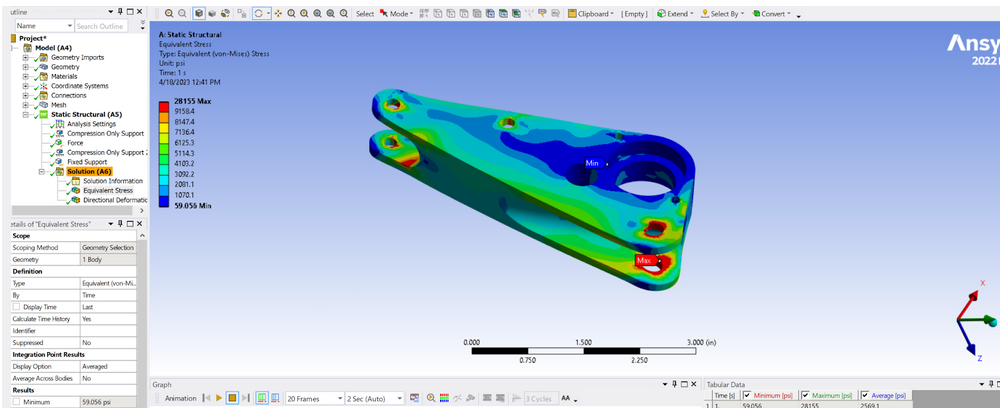 utline
Select
Mode
Clipboard
[Empty]
Extend
Select By
Convert
Name
Search Outline
Project*
Model (A4)
Geometry Imports
Geometry
Materials
Coordinate Systems
Connections
Mesh
Static Structural (A5)
Analysis Settings
Compression Only Support
Force
Compression Only Support 2
Fixed Support
Solution (A6)
Solution Information
Equivalent Stress
Directional Deformatic
A: Static Structural
Equivalent Stress
Type: Equivalent (von-Mises) Stress
Unit: psi
Time: 1 s
4/18/2023 12:41 PM
28155 Max
9158.4
8147.4
7136.4
6125.3
5114.3
4103.2
3092.2
2081.1
1070.1
59.056 Min
Ansy
2022
Min
Max
0.000
1.500
3.000 (in)
0.750
2.250
X
Z
etails of "Equivalent Stress"
Scope
Scoping Method Geometry Selection
Geometry 1 Body
Definition
Type Equivalent (von-Mi...
By Time
Display Time Last
Calculate Time History Yes
Identifier
Suppressed No
Integration Point Results
Display Option Averaged
Average Across Bodies No
Results
Minimum 59.056 psi
Graph
Animation
20 Frames
2 Sec (Auto)
3 Cycles
AA
Tabular Data
Time [s] Minimum [psi] Maximum [psi] Average [psi]
1 1. 59.056 28155 2569.1